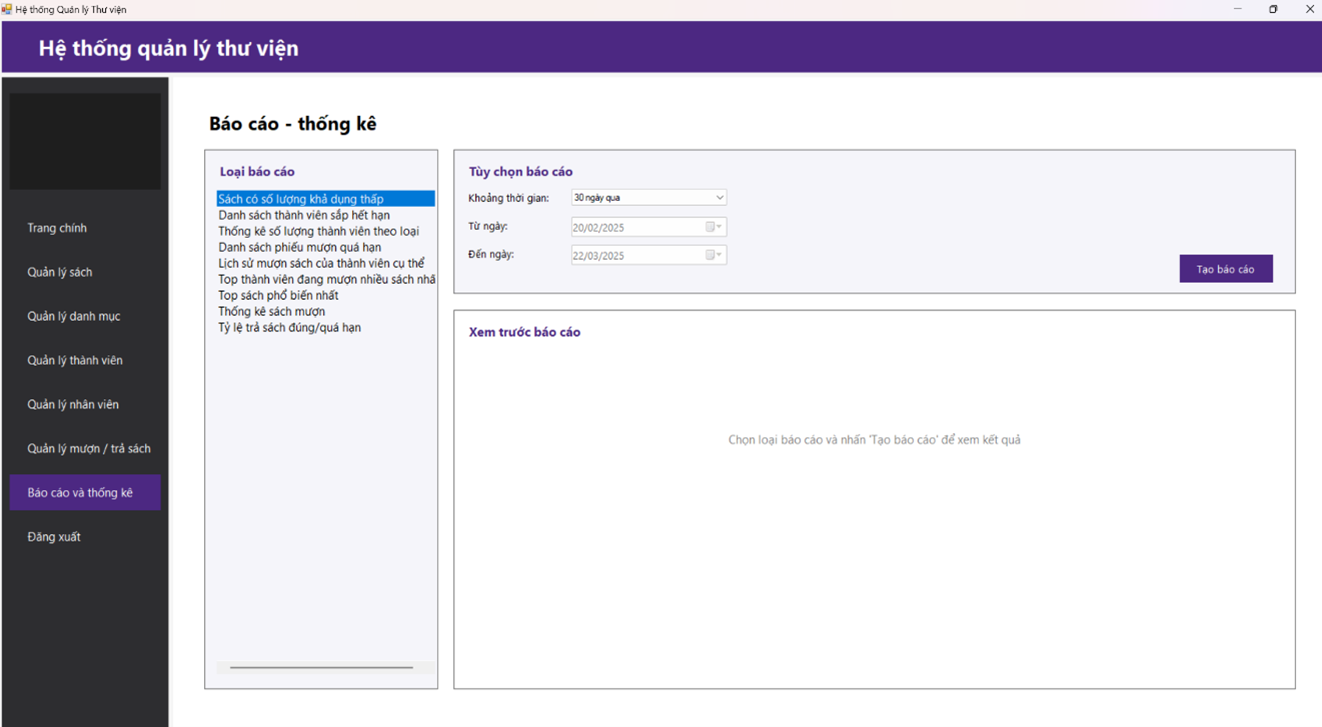 Hệ thống Quản lý Thư viện
Hệ thống quản lý thư viện
Trang chính
Quản lý sách
Quản lý danh mục
Quản lý thành viên
Quản lý nhân viên
Quản lý mượn / trả sách
Báo cáo và thống kê
Đăng xuất
Báo cáo - thống kê
Loại báo cáo
Sách có số lượng khả dụng thấp
Danh sách thành viên sắp hết hạn
Thống kê số lượng thành viên theo loại
Danh sách phiếu mượn quá hạn
Lịch sử mượn sách của thành viên cụ thể
Top thành viên đang mượn nhiều sách nhấ
Top sách phổ biến nhất
Thống kê sách mượn
Tỷ lệ trả sách đúng/quá hạn
Tùy chọn báo cáo
Khoảng thời gian: 30 ngày qua
Từ ngày: 20/02/2025
Đến ngày: 22/03/2025
Tạo báo cáo
Xem trước báo cáo
Chọn loại báo cáo và nhấn 'Tạo báo cáo' để xem kết quả